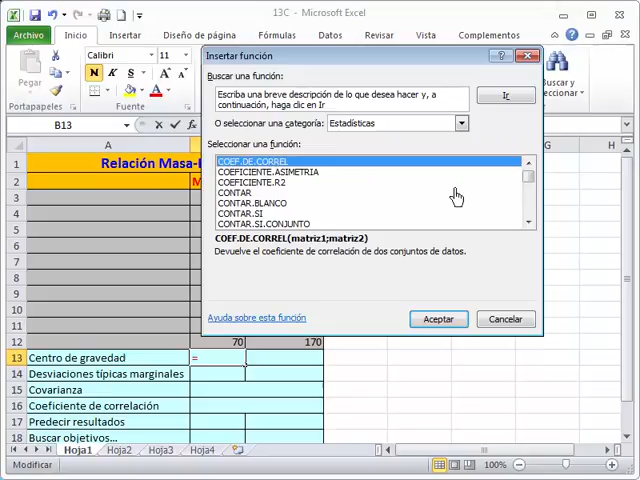 13C - Microsoft Excel
Archivo Inicio Insertar Diseño de página Fórmulas Datos Revisar Vista Complementos
Pegar
Portapapeles
Calibri 11
N K S A A
Insertar función
Buscar una función:
Escriba una breve descripción de lo que desea hacer y, a
continuación, haga clic en Ir
Ir
O seleccionar una categoría: Estadísticas
Seleccionar una función:
COEF.DE.CORREL
COEFICIENTE.ASIMETRIA
COEFICIENTE.R2
CONTAR
CONTAR.BLANCO
CONTAR.SI
CONTAR.SI.CONJUNTO
COEF.DE.CORREL(matriz1;matriz2)
Devuelve el coeficiente de correlación de dos conjuntos de datos.
Ayuda sobre esta función
Aceptar Cancelar
Buscar y
seleccionar
B13
A H
1 Relación Masa-
2
3
4
5
6
7
8
9
10
11
12 70 170
13 Centro de gravedad =
14 Desviaciones típicas marginales
15 Covarianza
16 Coeficiente de correlación
17 Predecir resultados
18 Buscar objetivos...
Hoja1 Hoja2 Hoja3 Hoja4
Modificar 100%